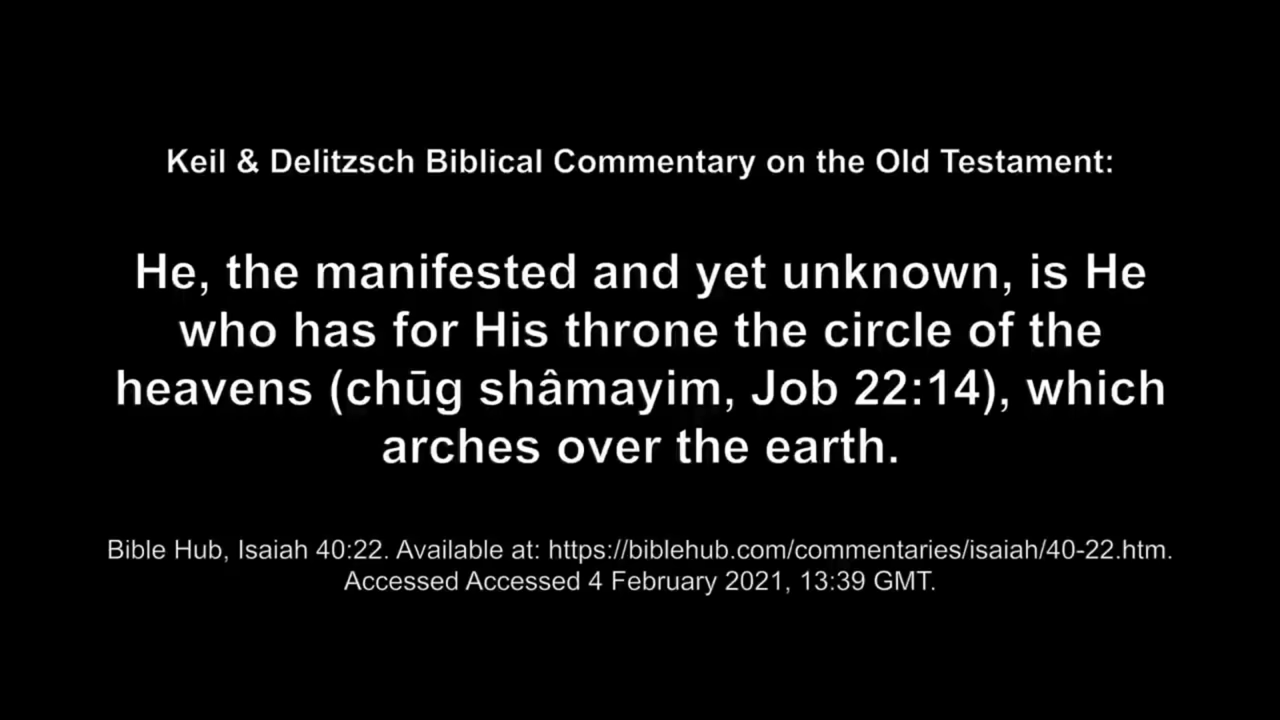 Keil & Delitzsch Biblical Commentary on the Old Testament:
He, the manifested and yet unknown, is He
who has for His throne the circle of the
heavens (chūg shâmayim, Job 22:14), which
arches over the earth.
Bible Hub, Isaiah 40:22. Available at: https://biblehub.com/commentaries/isaiah/40-22.htm.
Accessed Accessed 4 February 2021, 13:39 GMT.